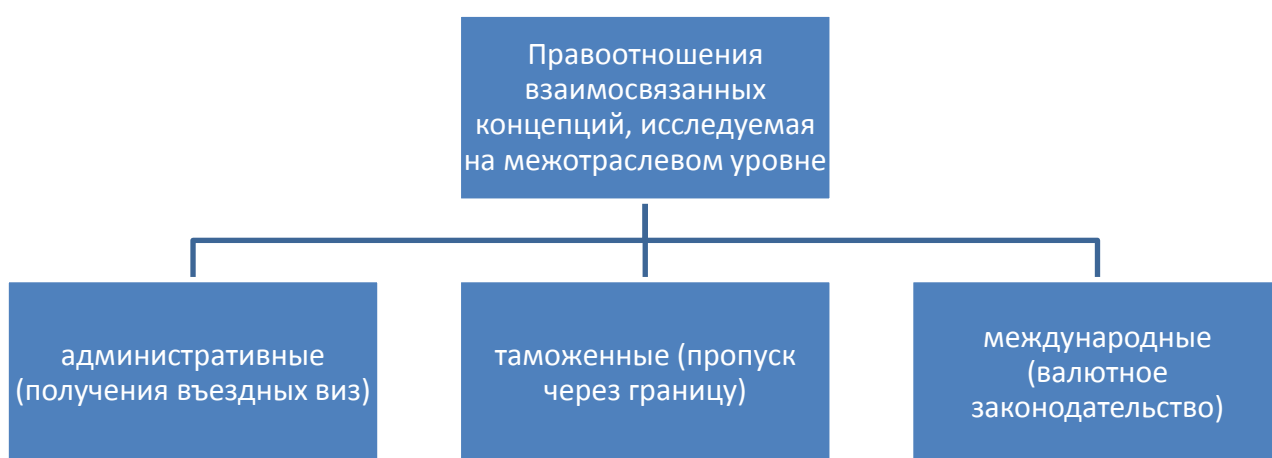 Правоотношения
взаимосвязанных
концепций, исследуемая
на межотраслевом уровне
административные
(получения въездных виз)
таможенные (пропуск
через границу)
международные
(валютное
законодательство)